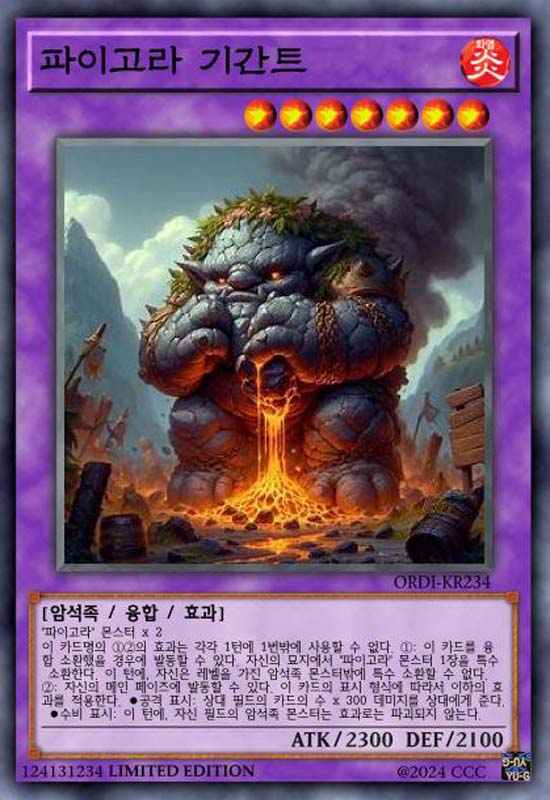 파이고라 기간트
화염
炎
ORDI-KR234
[암석족 / 융합 / 효과]
"파이고라" 몬스터 x 2
이 카드명의 ①②의 효과는 각각 1턴에 1번밖에 사용할 수 없다. ①: 이 카드를 융
합 소환했을 경우에 발동할 수 있다. 자신의 묘지에서 "파이고라" 몬스터 1장을 특수
소환한다. 이 턴에, 자신은 레벨을 가진 암석족 몬스터밖에 특수 소환할 수 없다.
②: 자신의 메인 페이즈에 발동할 수 있다. 이 카드의 표시 형식에 따라서 이하의 효
과를 적용한다. ●공격 표시: 상대 필드의 카드의 수 x 300 데미지를 상대에게 준다.
●수비 표시: 이 턴에, 자신 필드의 암석족 몬스터는 효과로는 파괴되지 않는다.
ATK/2300 DEF/2100
124131234 LIMITED EDITION @2024 CCC
YU-G